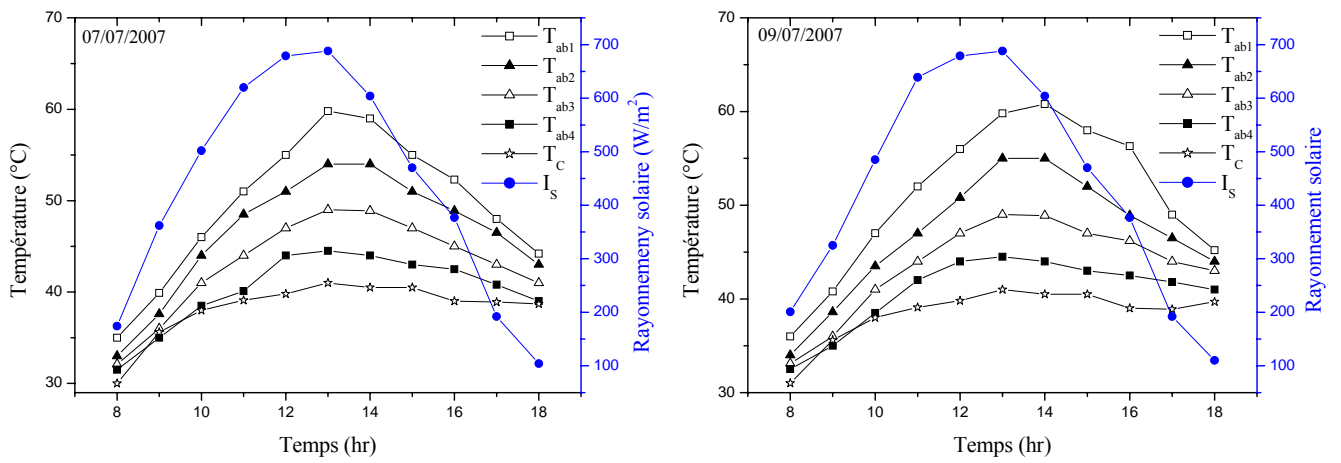 07/07/2007
T_ab1
T_ab2
T_ab3
T_ab4
T_C
I_S
Température (°C)
70
60
50
40
30
8 10 12 14 16 18
Temps (hr)
700
600
500
400
300
200
100
Rayonnemeny solaire (W/m²)
09/07/2007
T_ab1
T_ab2
T_ab3
T_ab4
T_C
I_S
Température (°C)
70
60
50
40
30
8 10 12 14 16 18
Temps (hr)
700
600
500
400
300
200
100
Rayonnement solaire